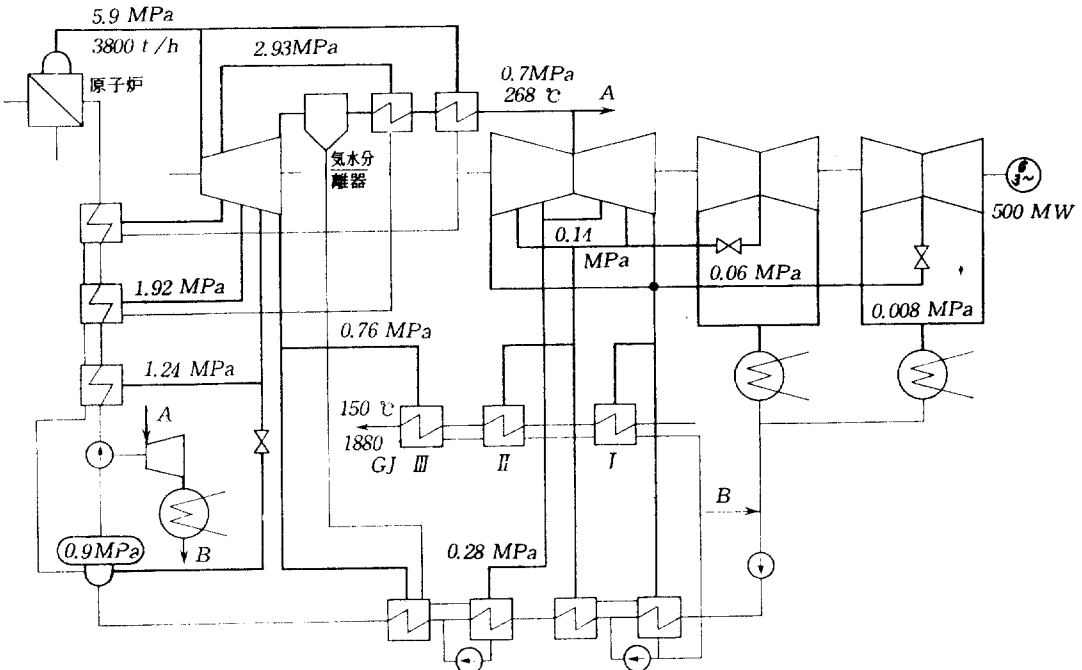 5.9 MPa
3800 t/h
原子炉
2.93MPa
0.7MPa
268 ℃
A
気水分
離器
6
3~
500 MW
0.14
MPa
0.06 MPa
0.008 MPa
1.92 MPa
0.76 MPa
1.24 MPa
A
150 ℃
1880
GJ
Ⅲ
Ⅱ
Ⅰ
B
0.9MPa
B
0.28 MPa